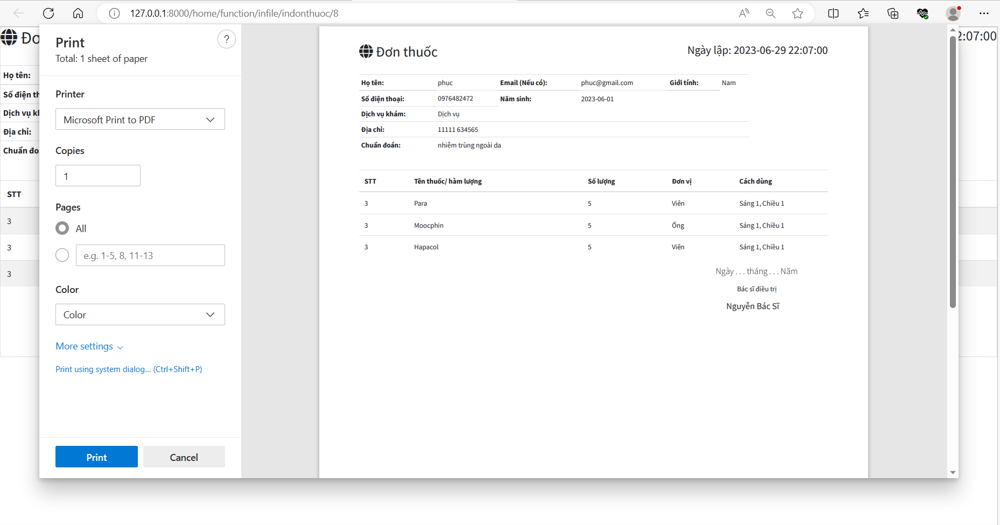 127.0.0.1:8000/home/function/infile/indonthuoc/8
Print
?
Total: 1 sheet of paper
Printer
Microsoft Print to PDF
Copies
1
Pages
All
e.g. 1-5, 8, 11-13
Color
Color
More settings
Print using system dialog... (Ctrl+Shift+P)
Print Cancel
Đơn thuốc Ngày lập: 2023-06-29 22:07:00
Họ tên: phuc Email (Nếu có): phuc@gmail.com Giới tính: Nam
Số điện thoại: 0976482472 Năm sinh: 2023-06-01
Dịch vụ khám: Dịch vụ
Địa chỉ: 11111 634565
Chuẩn đoán: nhiễm trùng ngoài da
STT Tên thuốc/ hàm lượng Số lượng Đơn vị Cách dùng
3 Para 5 Viên Sáng 1, Chiều 1
3 Moocphin 5 Ống Sáng 1, Chiều 1
3 Hapacol 5 Viên Sáng 1, Chiều 1
Ngày . . . tháng . . . Năm
Bác sĩ điều trị
Nguyễn Bác Sĩ
Đơ
2:07:00
Họ tên:
Số điện th
Dịch vụ kh
Địa chỉ:
Chuẩn đo
STT
3
3
3